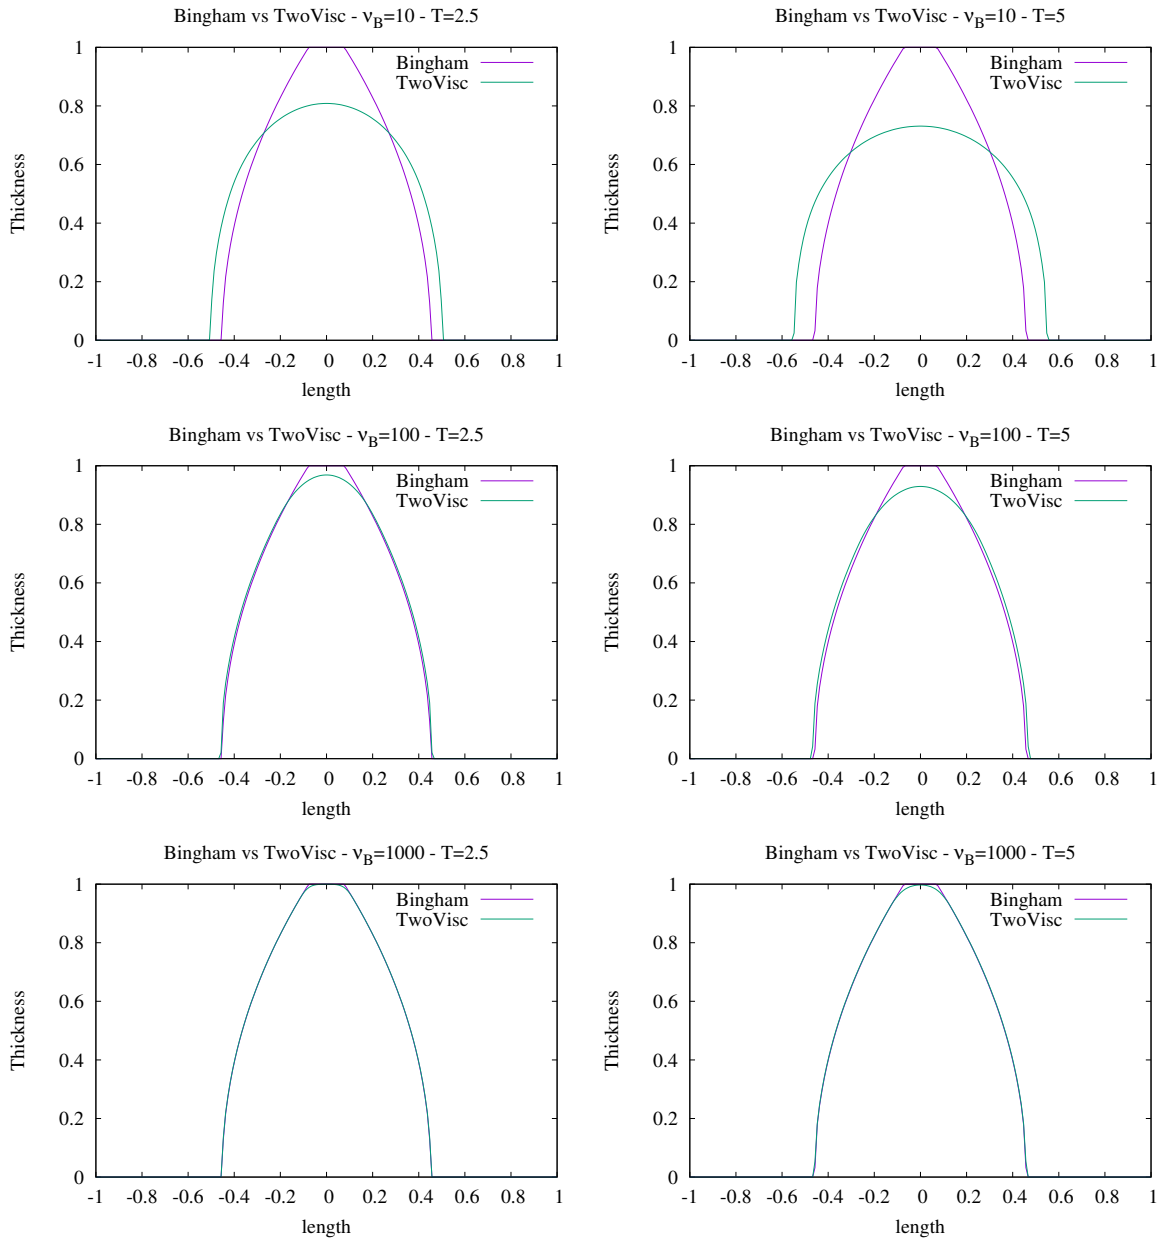 Bingham vs TwoVisc - νB=10 - T=2.5
1
0.8
0.6
0.4
0.2
0
Thickness
Bingham
TwoVisc
-1 -0.8 -0.6 -0.4 -0.2 0 0.2 0.4 0.6 0.8 1
length
Bingham vs TwoVisc - νB=10 - T=5
1
0.8
0.6
0.4
0.2
0
Thickness
Bingham
TwoVisc
-1 -0.8 -0.6 -0.4 -0.2 0 0.2 0.4 0.6 0.8 1
length
Bingham vs TwoVisc - νB=100 - T=2.5
1
0.8
0.6
0.4
0.2
0
Thickness
Bingham
TwoVisc
-1 -0.8 -0.6 -0.4 -0.2 0 0.2 0.4 0.6 0.8 1
length
Bingham vs TwoVisc - νB=100 - T=5
1
0.8
0.6
0.4
0.2
0
Thickness
Bingham
TwoVisc
-1 -0.8 -0.6 -0.4 -0.2 0 0.2 0.4 0.6 0.8 1
length
Bingham vs TwoVisc - νB=1000 - T=2.5
1
0.8
0.6
0.4
0.2
0
Thickness
Bingham
TwoVisc
-1 -0.8 -0.6 -0.4 -0.2 0 0.2 0.4 0.6 0.8 1
length
Bingham vs TwoVisc - νB=1000 - T=5
1
0.8
0.6
0.4
0.2
0
Thickness
Bingham
TwoVisc
-1 -0.8 -0.6 -0.4 -0.2 0 0.2 0.4 0.6 0.8 1
length